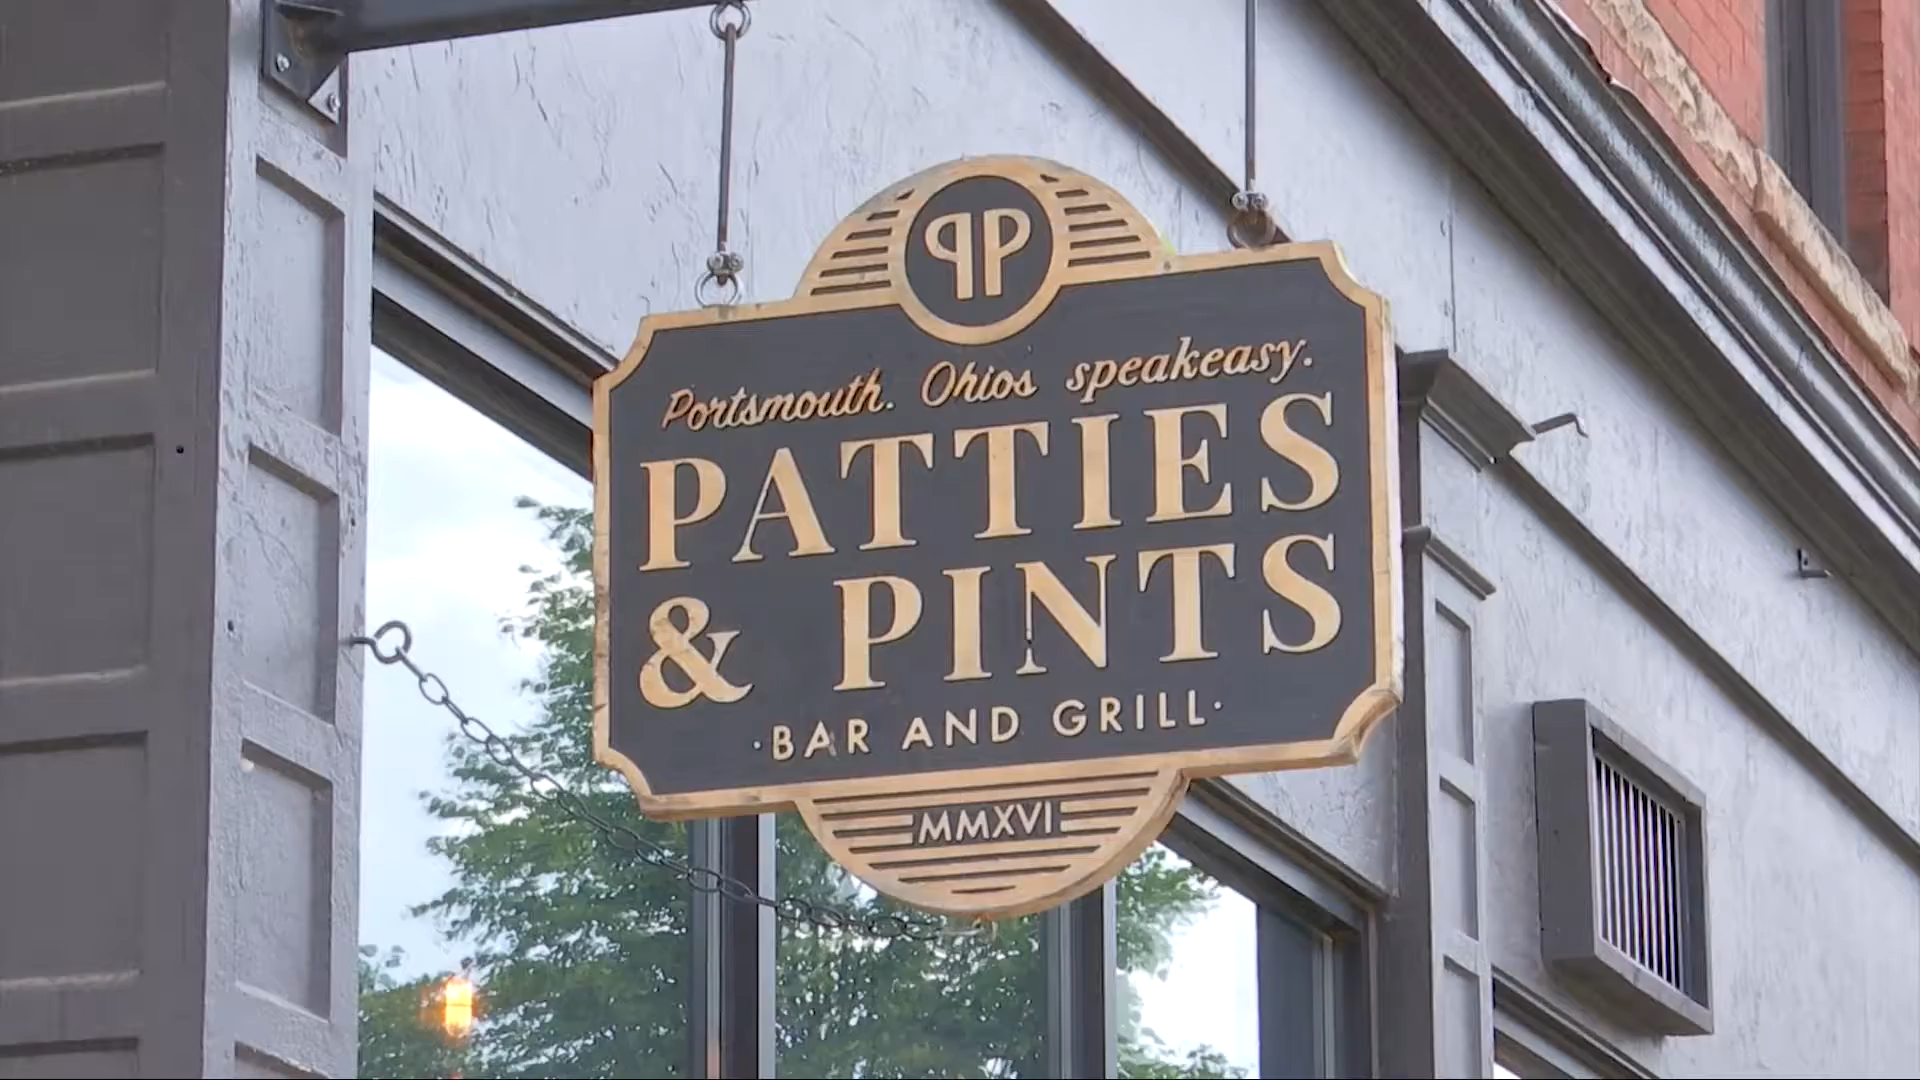 PP
Portsmouth. Ohios speakeasy.
PATTIES
& PINTS
·BAR AND GRILL·
MMXVI